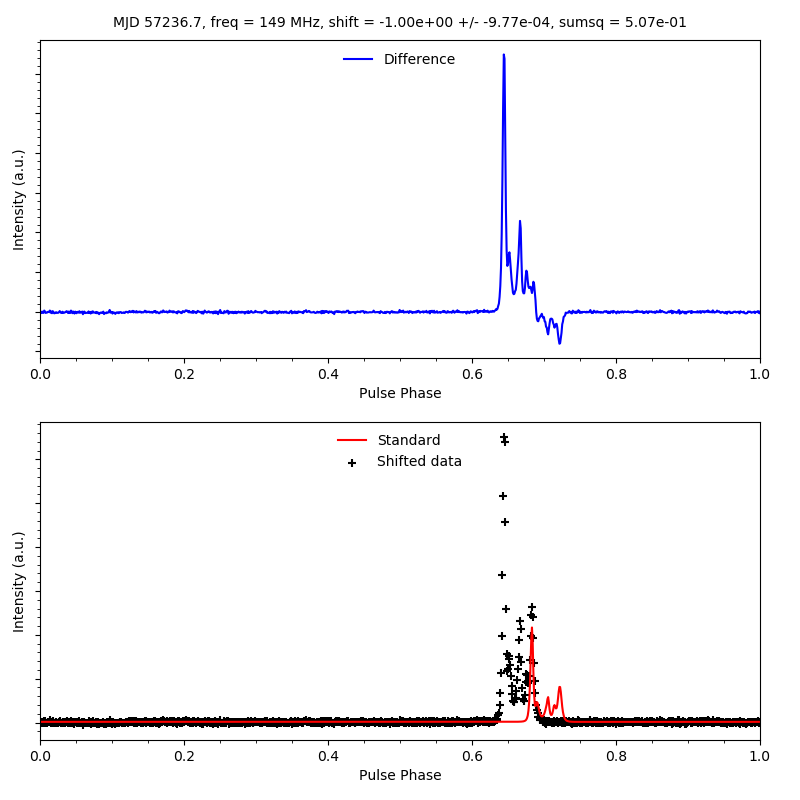 MJD 57236.7, freq = 149 MHz, shift = -1.00e+00 +/- -9.77e-04, sumsq = 5.07e-01
Difference
Intensity (a.u.)
0.0 0.2 0.4 0.6 0.8 1.0
Pulse Phase
Standard
Shifted data
Intensity (a.u.)
0.0 0.2 0.4 0.6 0.8 1.0
Pulse Phase